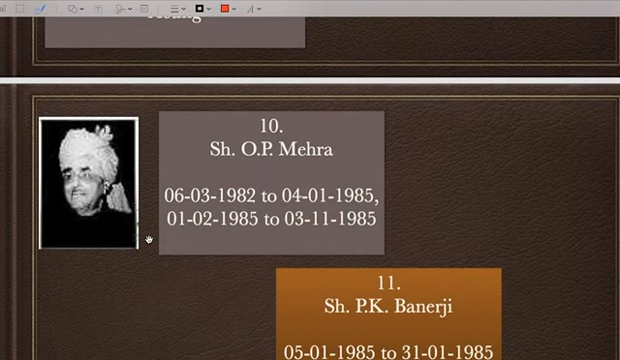 10.
Sh. O.P. Mehra
06-03-1982 to 04-01-1985,
01-02-1985 to 03-11-1985
11.
Sh. P.K. Banerji
05-01-1985 to 31-01-1985